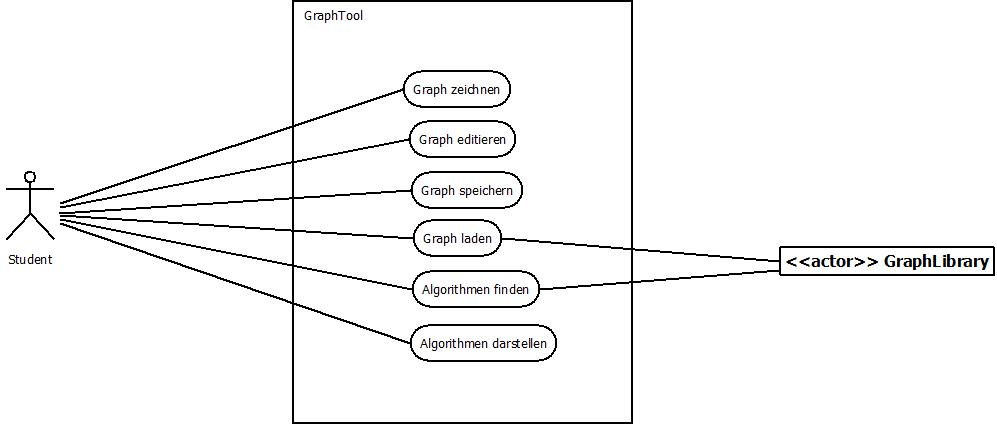 GraphTool
Graph zeichnen
Graph editieren
Graph speichern
Graph laden
Student
<<actor>> GraphLibrary
Algorithmen finden
Algorithmen darstellen